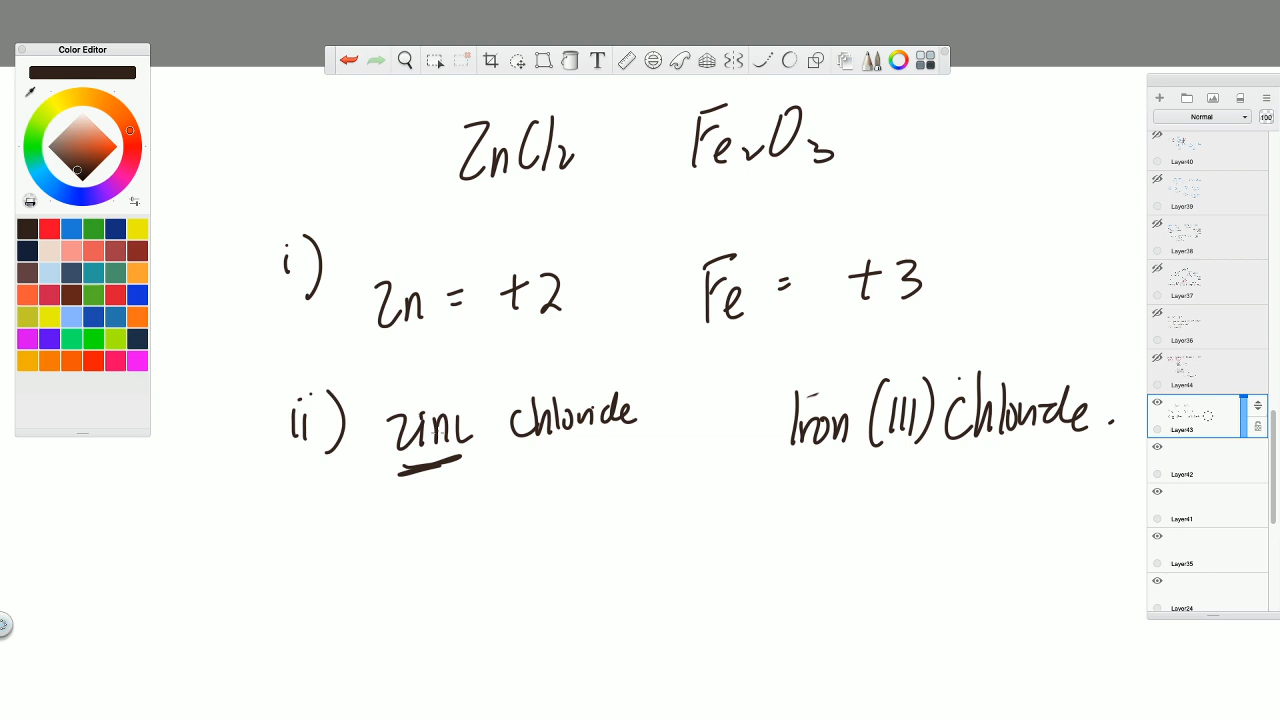 Color Editor
T
Normal
100
ZnCl₂ Fe₂O₃
Layer40
Layer39
i)
Layer38
Zn = +2 Fe = +3
Layer37
Layer36
Layer44
ii) zinc chloride Iron (III) chloride.
Layer43
Layer42
Layer41
Layer35
Layer24